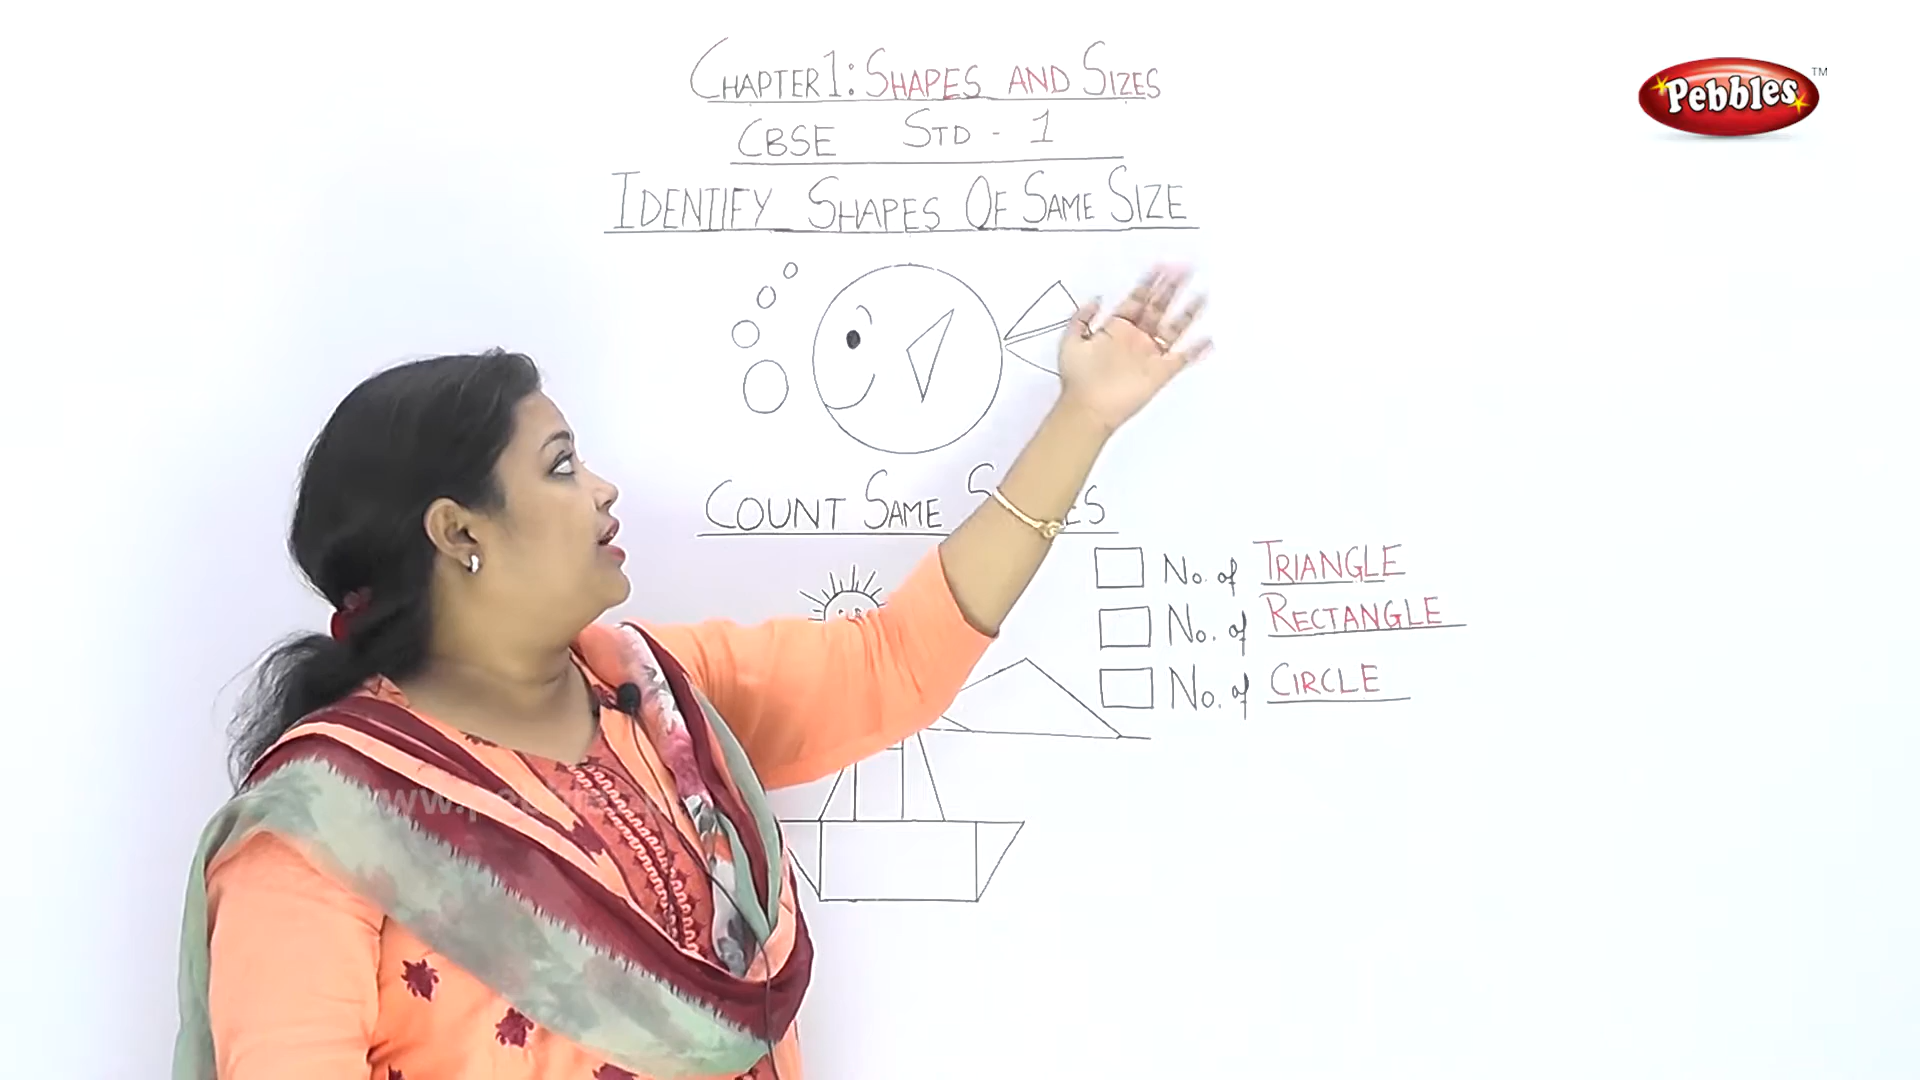 CHAPTER 1: SHAPES AND SIZES
Pebbles TM
CBSE STD - 1
IDENTIFY SHAPES OF SAME SIZE
COUNT SAME
No. of TRIANGLE
No. of RECTANGLE
No. of CIRCLE